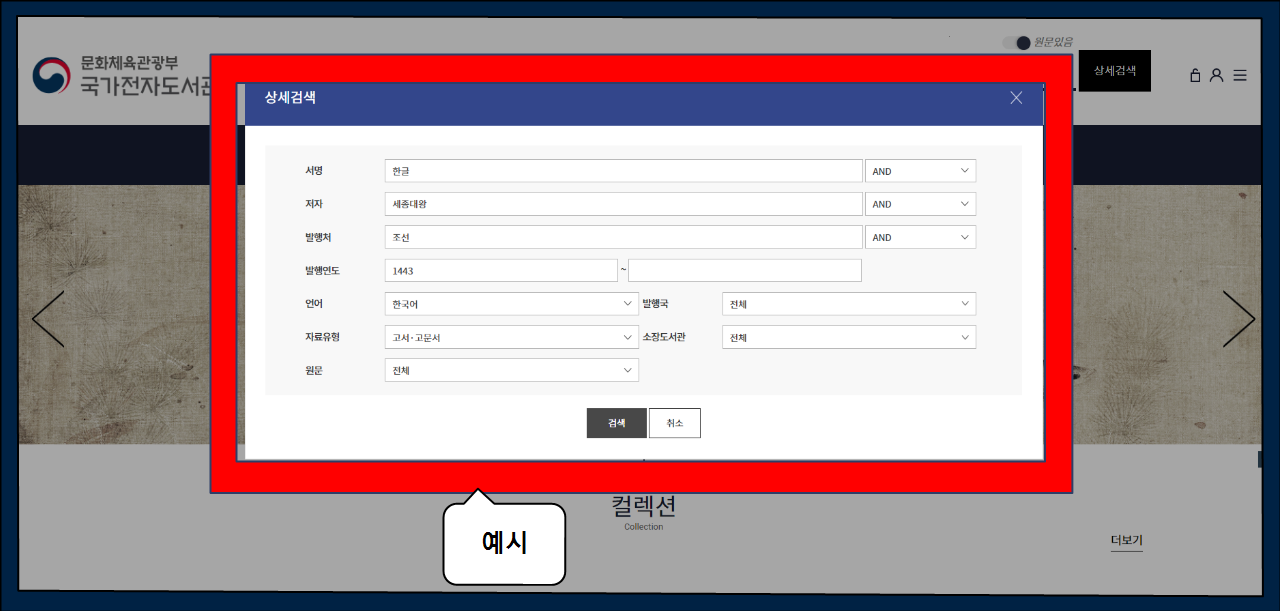 원문있음
문화체육관광부
국가전자도서관
상세검색
상세검색
서명 한글 AND
저자 세종대왕 AND
발행처 조선 AND
발행연도 1443 ~
언어 한국어 발행국 전체
자료유형 고서·고문서 소장도서관 전체
원문 전체
검색 취소
컬렉션
Collection
예시
더보기